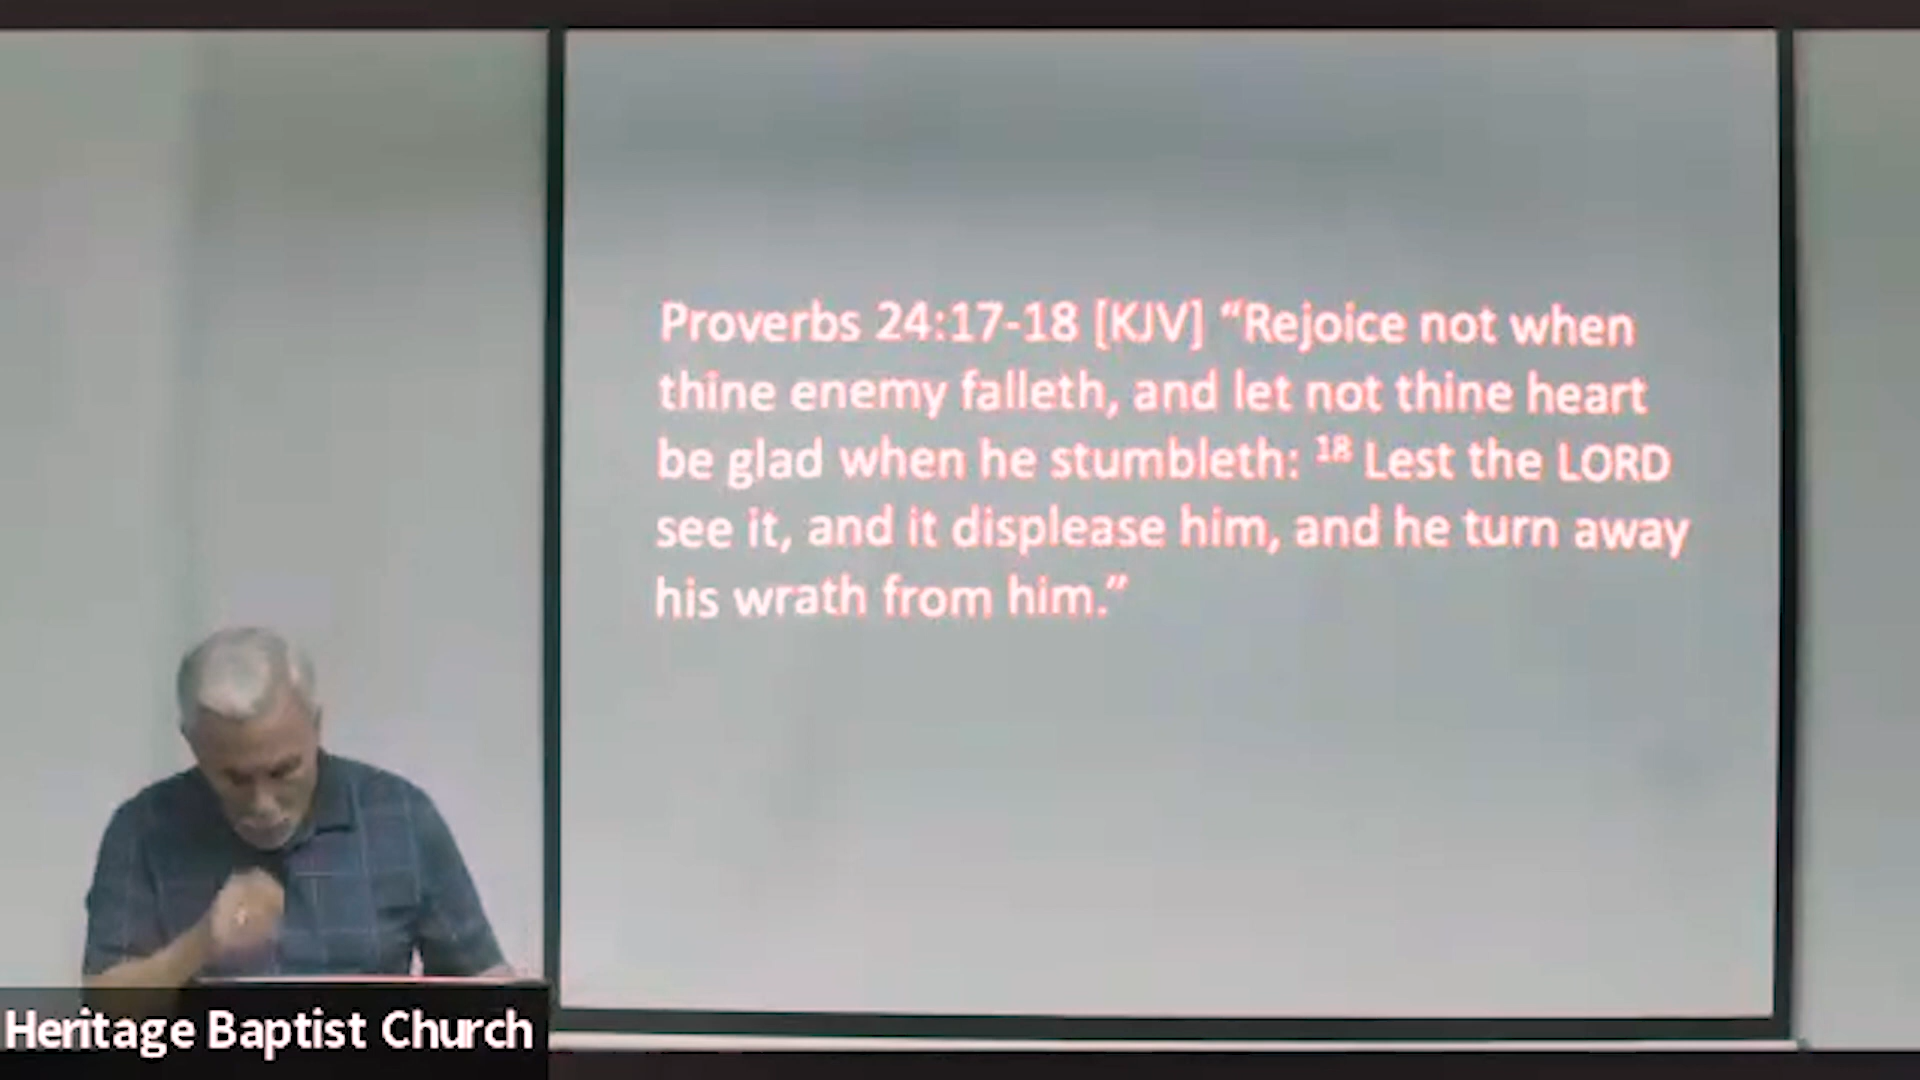 Proverbs 24:17-18 [KJV] “Rejoice not when
thine enemy falleth, and let not thine heart
be glad when he stumbleth: 18 Lest the LORD
see it, and it displease him, and he turn away
his wrath from him.”
Heritage Baptist Church